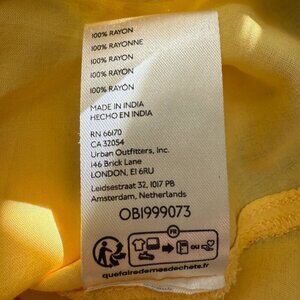 100% RAYON
100% RAYONNE
100% RAYON
100% RAYON
100% RAYON
MADE IN INDIA
HECHO EN INDIA
RN 66170
CA 32054
Urban Outfitters, Inc.
146 Brick Lane
LONDON, E1 6RU
Leidsestraat 32, 1017 PB
Amsterdam, Netherlands
OB1999073
FR
quefairedemesdechets.fr